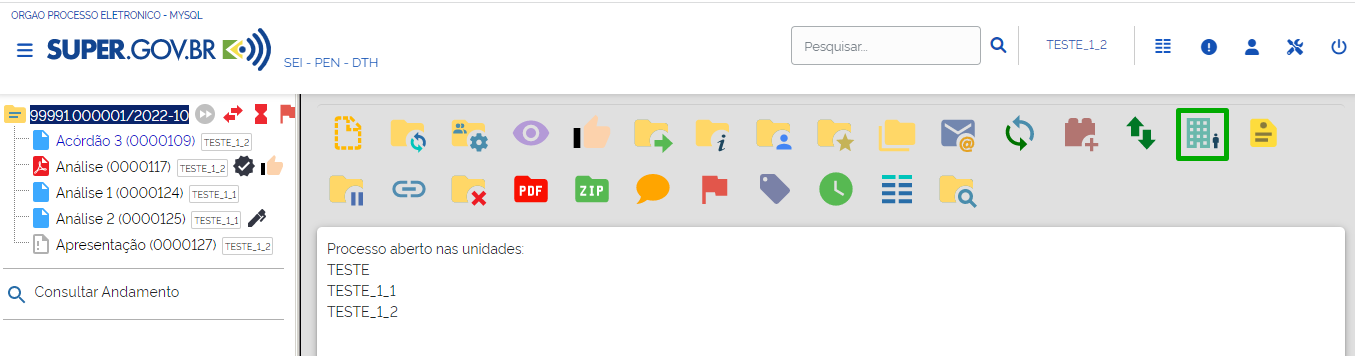 ORGAO PROCESSO ELETRONICO - MYSQL
SUPER.GOV.BR
SEI - PEN - DTH
Pesquisar...
TESTE_1_2
99991.000001/2022-10
Acórdão 3 (0000109) TESTE_1_2
Análise (0000117) TESTE_1_2
Análise 1 (0000124) TESTE_1_1
Análise 2 (0000125) TESTE_1_1
Apresentação (0000127) TESTE_1_2
Consultar Andamento
i
@
PDF
ZIP
Processo aberto nas unidades:
TESTE
TESTE_1_1
TESTE_1_2